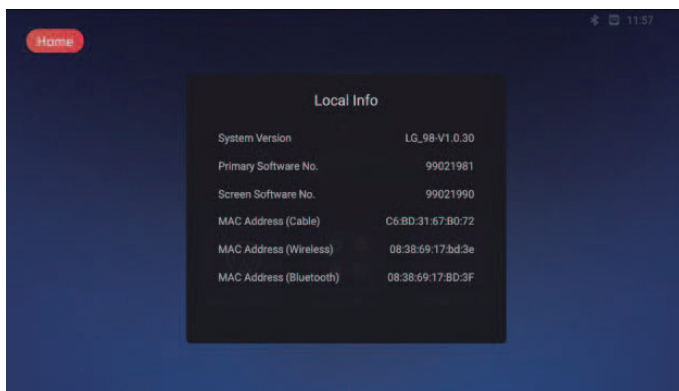 11:57
Home
Local Info
System Version LG_98-V1.0.30
Primary Software No. 99021981
Screen Software No. 99021990
MAC Address (Cable) C6:BD:31:67:B0:72
MAC Address (Wireless) 08:38:69:17:bd:3e
MAC Address (Bluetooth) 08:38:69:17:BD:3F